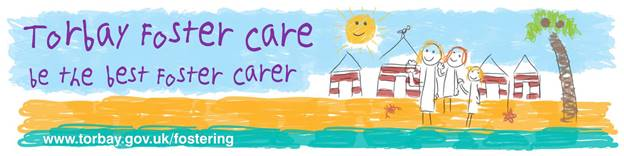 Torbay Foster Care
be the best Foster carer
www.torbay.gov.uk/fostering